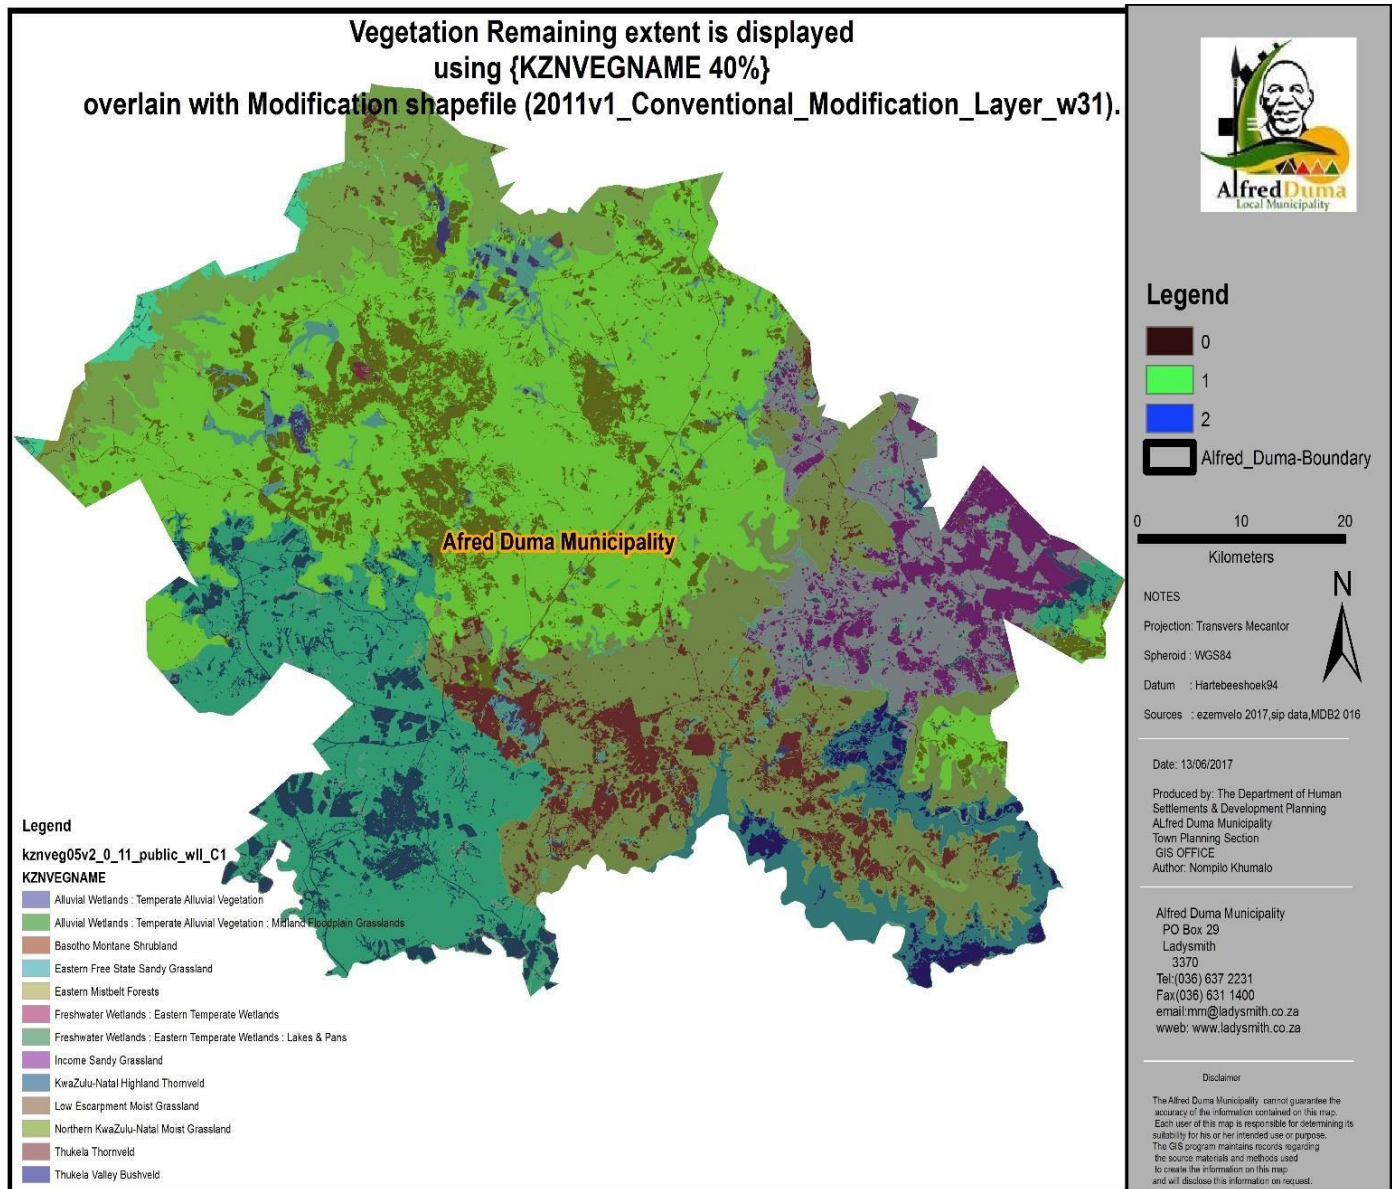 Vegetation Remaining extent is displayed
using {KZNVEGNAME 40%}
overlain with Modification shapefile (2011v1_Conventional_Modification_Layer_w31).
Afred Duma Municipality
Legend
kznveg05v2_0_11_public_wll_C1
KZNVEGNAME
Alluvial Wetlands : Temperate Alluvial Vegetation
Alluvial Wetlands : Temperate Alluvial Vegetation : Midland Floodplain Grasslands
Basotho Montane Shrubland
Eastern Free State Sandy Grassland
Eastern Mistbelt Forests
Freshwater Wetlands : Eastern Temperate Wetlands
Freshwater Wetlands : Eastern Temperate Wetlands : Lakes & Pans
Income Sandy Grassland
KwaZulu-Natal Highland Thornveld
Low Escarpment Moist Grassland
Northern KwaZulu-Natal Moist Grassland
Thukela Thornveld
Thukela Valley Bushveld
AlfredDuma
Local Municipality
Legend
0
1
2
Alfred_Duma-Boundary
0 10 20
Kilometers
N
NOTES
Projection: Transvers Mecantor
Spheroid : WGS84
Datum : Hartebeeshoek94
Sources : ezemvelo 2017,sip data,MDB2 016
Date: 13/06/2017
Produced by: The Department of Human
Settlements & Development Planning
ALfred Duma Municipality
Town Planning Section
GIS OFFICE
Author: Nompilo Khumalo
Alfred Duma Municipality
PO Box 29
Ladysmith
3370
Tel:(036) 637 2231
Fax(036) 631 1400
email:mm@ladysmith.co.za
wweb: www.ladysmith.co.za
Disclaimor
The Alfred Duma Municipality cannot guarantee the
accuracy of the information contained on this map.
Each user of this map is responsible for determining its
suitability for his or her intended use or purpose.
The GIS program maintains records regarding
the source materials and methods used
to create the information on this map
and will disclose this information on request.